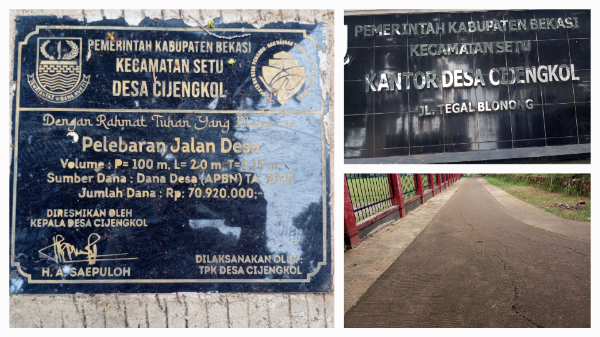 PEMERINTAH KABUPATEN BEKASI
KECAMATAN SETU
DESA CIJENGKOL
Dengan Rahmat Tuhan Yang
Pelebaran Jalan Desa
Volume : P= 100 m, L= 2.0 m,
Sumber Dana : Dana Desa (APBN) TA.
Jumlah Dana : Rp: 70.920.000;-
DIRESMIKAN OLEH
KEPALA DESA CIJENGKOL
H. A. SAEPULOH
DILAKSANAKAN OLEH :
TPK DESA CIJENGKOL
PEMERINTAH KABUPATEN BEKASI
KECAMATAN SETU
KANTOR DESA CIJENGKOL
JL. TEGAL BLONONG